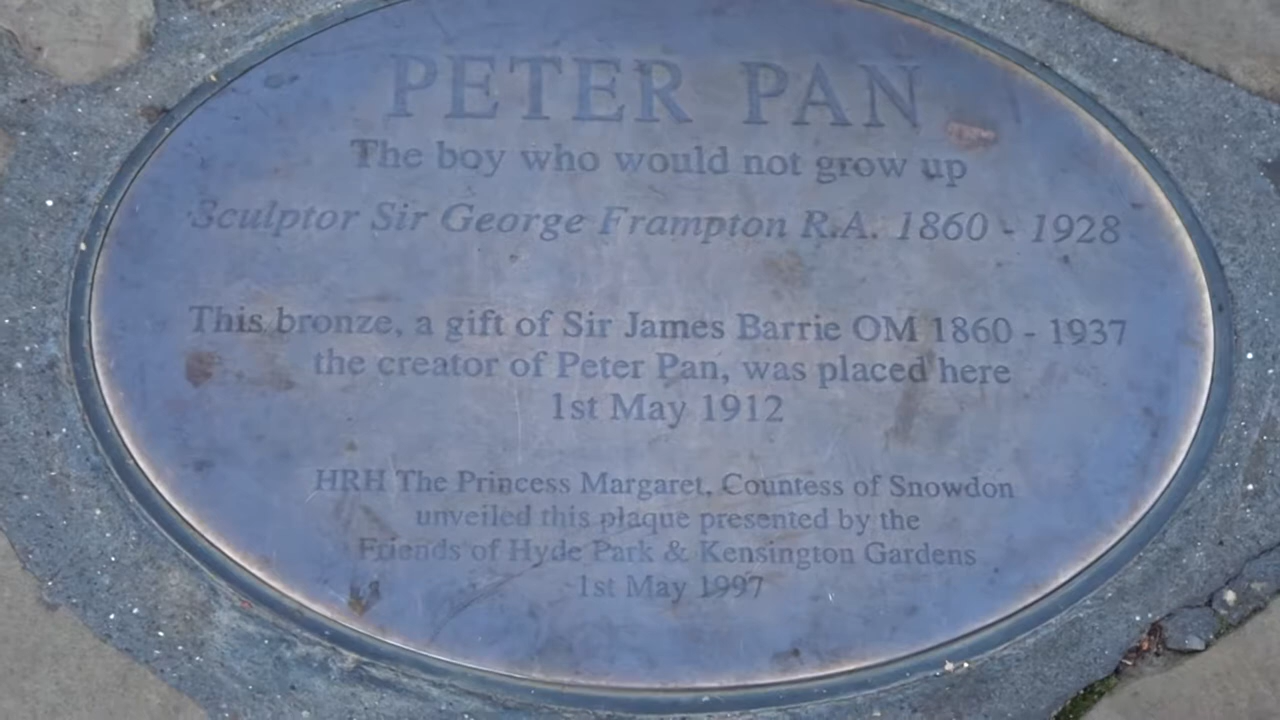 PETER PAN
The boy who would not grow up
Sculptor Sir George Frampton R.A. 1860 - 1928
This bronze, a gift of Sir James Barrie OM 1860 - 1937
the creator of Peter Pan, was placed here
1st May 1912
HRH The Princess Margaret, Countess of Snowdon
unveiled this plaque presented by the
Friends of Hyde Park & Kensington Gardens
1st May 1997